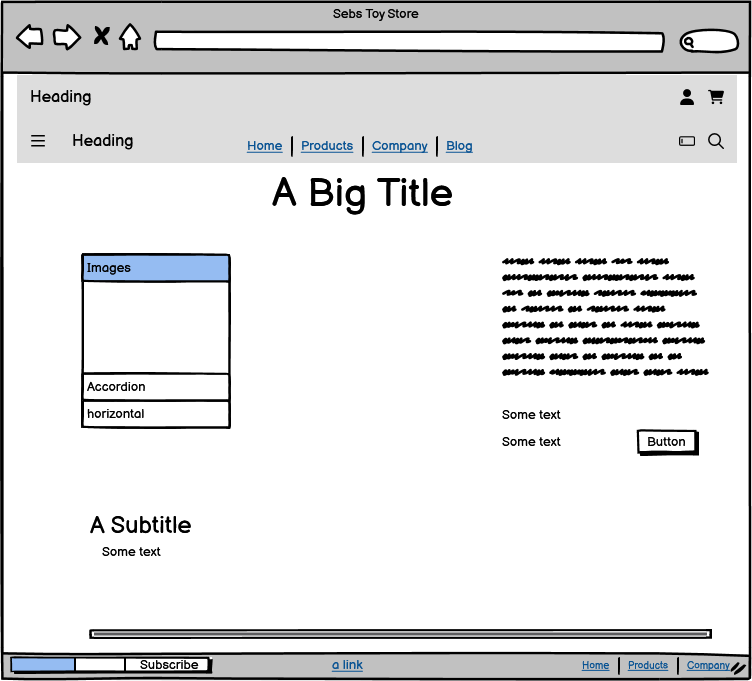 Sebs Toy Store
Heading
Heading
Home Products Company Blog
A Big Title
Images
Accordion
horizontal
Some text
Some text Button
A Subtitle
Some text
Subscribe a link Home Products Company